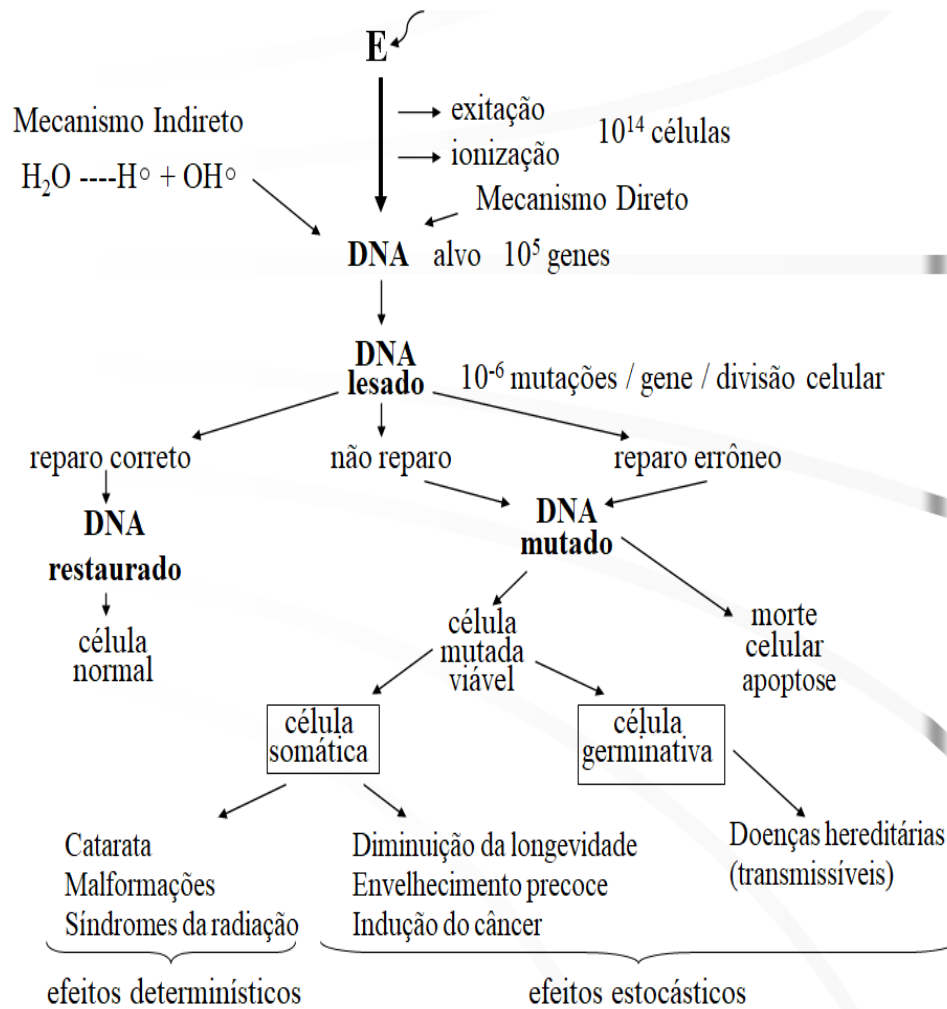 E
exitação
Mecanismo Indireto
10¹⁴ células
ionização
H₂O ----H° + OH°
Mecanismo Direto
DNA alvo 10⁵ genes
DNA
lesado
10⁻⁶ mutações / gene / divisão celular
reparo correto
não reparo
reparo errôneo
DNA
restaurado
DNA
mutado
célula
normal
célula
mutada
viável
morte
celular
apoptose
célula
somática
célula
germinativa
Catarata
Malformações
Síndromes da radiação
Diminuição da longevidade
Envelhecimento precoce
Indução do câncer
Doenças hereditárias
(transmissíveis)
efeitos determinísticos
efeitos estocásticos